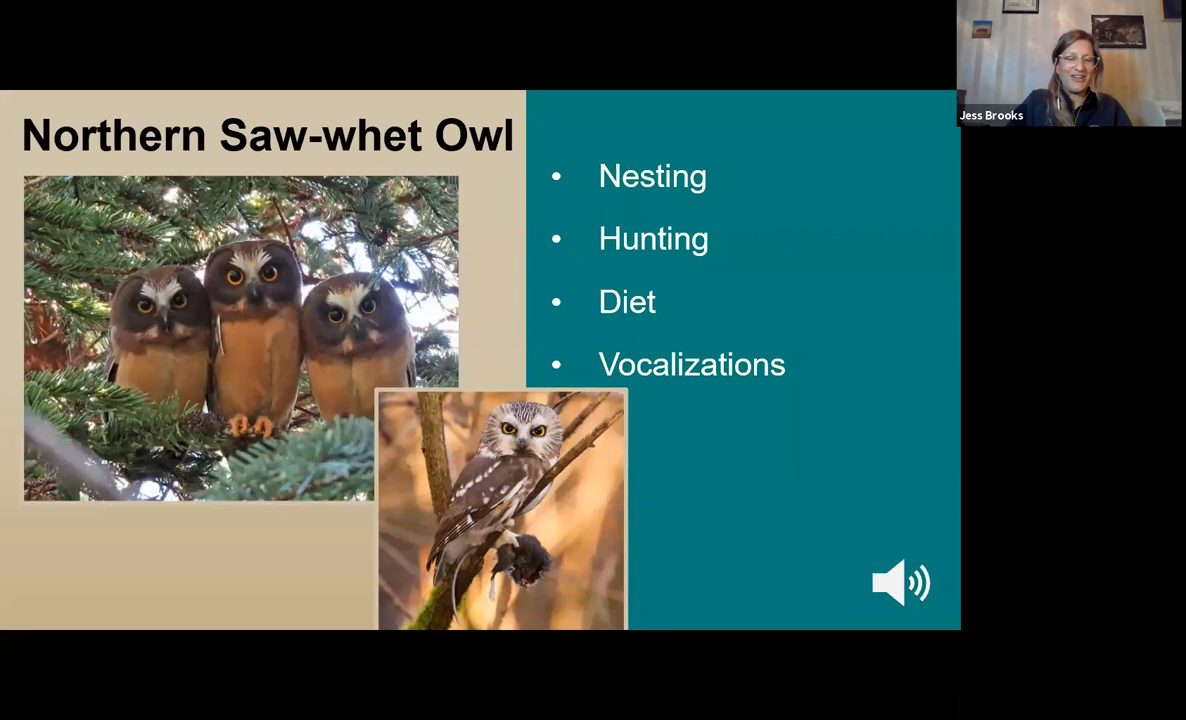 Northern Saw-whet Owl
• Nesting
• Hunting
• Diet
• Vocalizations
Jess Brooks